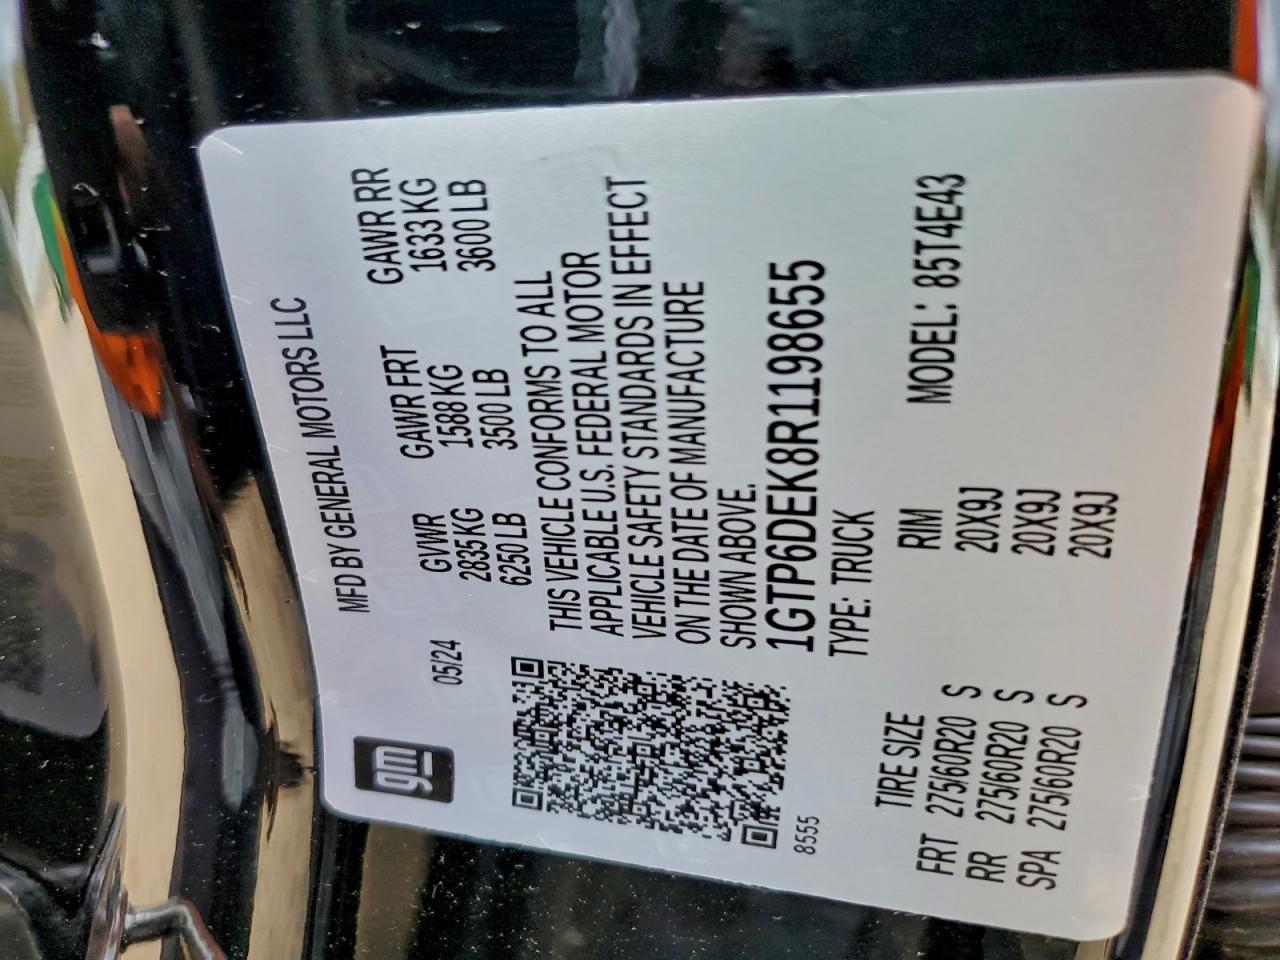 gm
MFD BY GENERAL MOTORS LLC
05/24
GVWR GAWR FRT GAWR RR
2835 KG 1588 KG 1633 KG
6250 LB 3500 LB 3600 LB
THIS VEHICLE CONFORMS TO ALL
APPLICABLE U.S. FEDERAL MOTOR
VEHICLE SAFETY STANDARDS IN EFFECT
ON THE DATE OF MANUFACTURE
SHOWN ABOVE.
1GTP6DEK8R1198655
8555
TYPE: TRUCK
TIRE SIZE RIM MODEL: 85T4E43
FRT 275/60R20 S 20X9J
RR 275/60R20 S 20X9J
SPA 275/60R20 S 20X9J